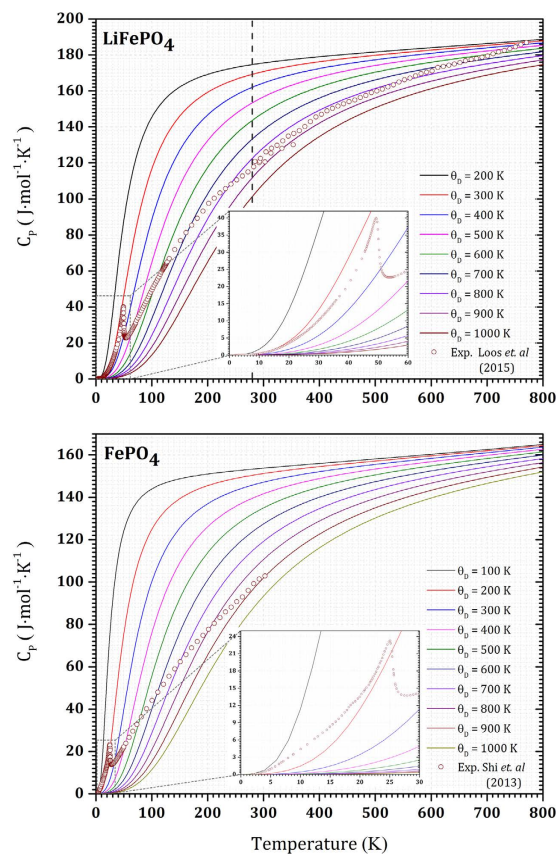 LiFePO4
200
180
160
140
120
100
80
60
40
20
0
CP ( J·mol-1·K-1 )
θD = 200 K
θD = 300 K
θD = 400 K
θD = 500 K
θD = 600 K
θD = 700 K
θD = 800 K
θD = 900 K
θD = 1000 K
Exp. Loos et. al
(2015)
40
35
30
25
20
15
10
5
0
0 10 20 30 40 50 60
0 100 200 300 400 500 600 700 800
FePO4
160
140
120
100
80
60
40
20
0
CP ( J·mol-1·K-1 )
θD = 100 K
θD = 200 K
θD = 300 K
θD = 400 K
θD = 500 K
θD = 600 K
θD = 700 K
θD = 800 K
θD = 900 K
θD = 1000 K
Exp. Shi et. al
(2013)
24
21
18
15
12
9
6
3
0
0 5 10 15 20 25 30
0 100 200 300 400 500 600 700 800
Temperature (K)